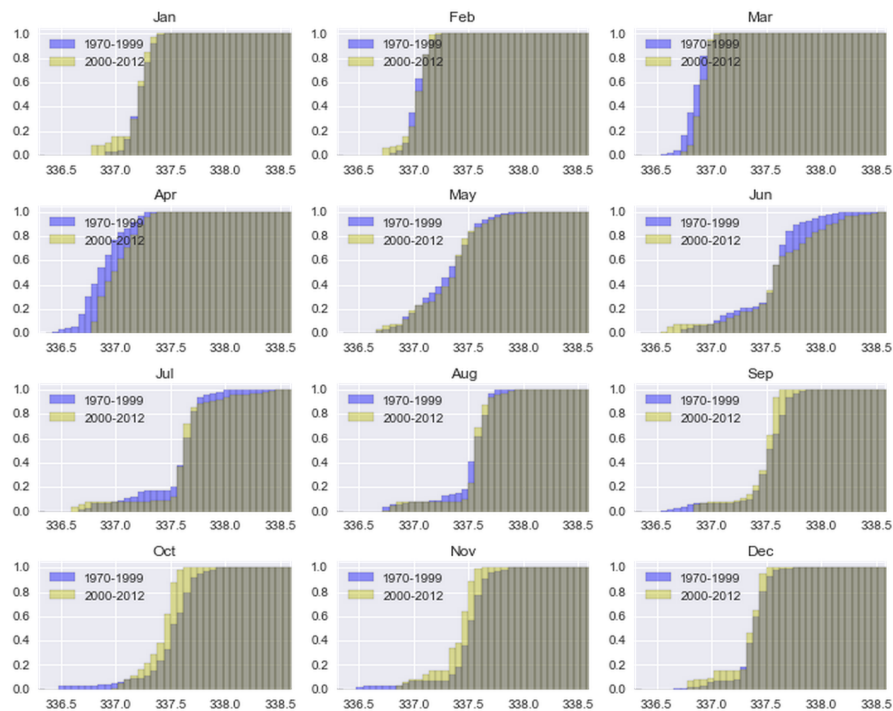 Jan Feb Mar
1.0 1970-1999 1.0 1970-1999 1.0 1970-1999
0.8 2000-2012 0.8 2000-2012 0.8 2000-2012
0.6 0.6 0.6
0.4 0.4 0.4
0.2 0.2 0.2
0.0 0.0 0.0
336.5 337.0 337.5 338.0 338.5 336.5 337.0 337.5 338.0 338.5 336.5 337.0 337.5 338.0 338.5
Apr May Jun
1.0 1970-1999 1.0 1970-1999 1.0 1970-1999
0.8 2000-2012 0.8 2000-2012 0.8 2000-2012
0.6 0.6 0.6
0.4 0.4 0.4
0.2 0.2 0.2
0.0 0.0 0.0
336.5 337.0 337.5 338.0 338.5 336.5 337.0 337.5 338.0 338.5 336.5 337.0 337.5 338.0 338.5
Jul Aug Sep
1.0 1970-1999 1.0 1970-1999 1.0 1970-1999
0.8 2000-2012 0.8 2000-2012 0.8 2000-2012
0.6 0.6 0.6
0.4 0.4 0.4
0.2 0.2 0.2
0.0 0.0 0.0
336.5 337.0 337.5 338.0 338.5 336.5 337.0 337.5 338.0 338.5 336.5 337.0 337.5 338.0 338.5
Oct Nov Dec
1.0 1970-1999 1.0 1970-1999 1.0 1970-1999
0.8 2000-2012 0.8 2000-2012 0.8 2000-2012
0.6 0.6 0.6
0.4 0.4 0.4
0.2 0.2 0.2
0.0 0.0 0.0
336.5 337.0 337.5 338.0 338.5 336.5 337.0 337.5 338.0 338.5 336.5 337.0 337.5 338.0 338.5